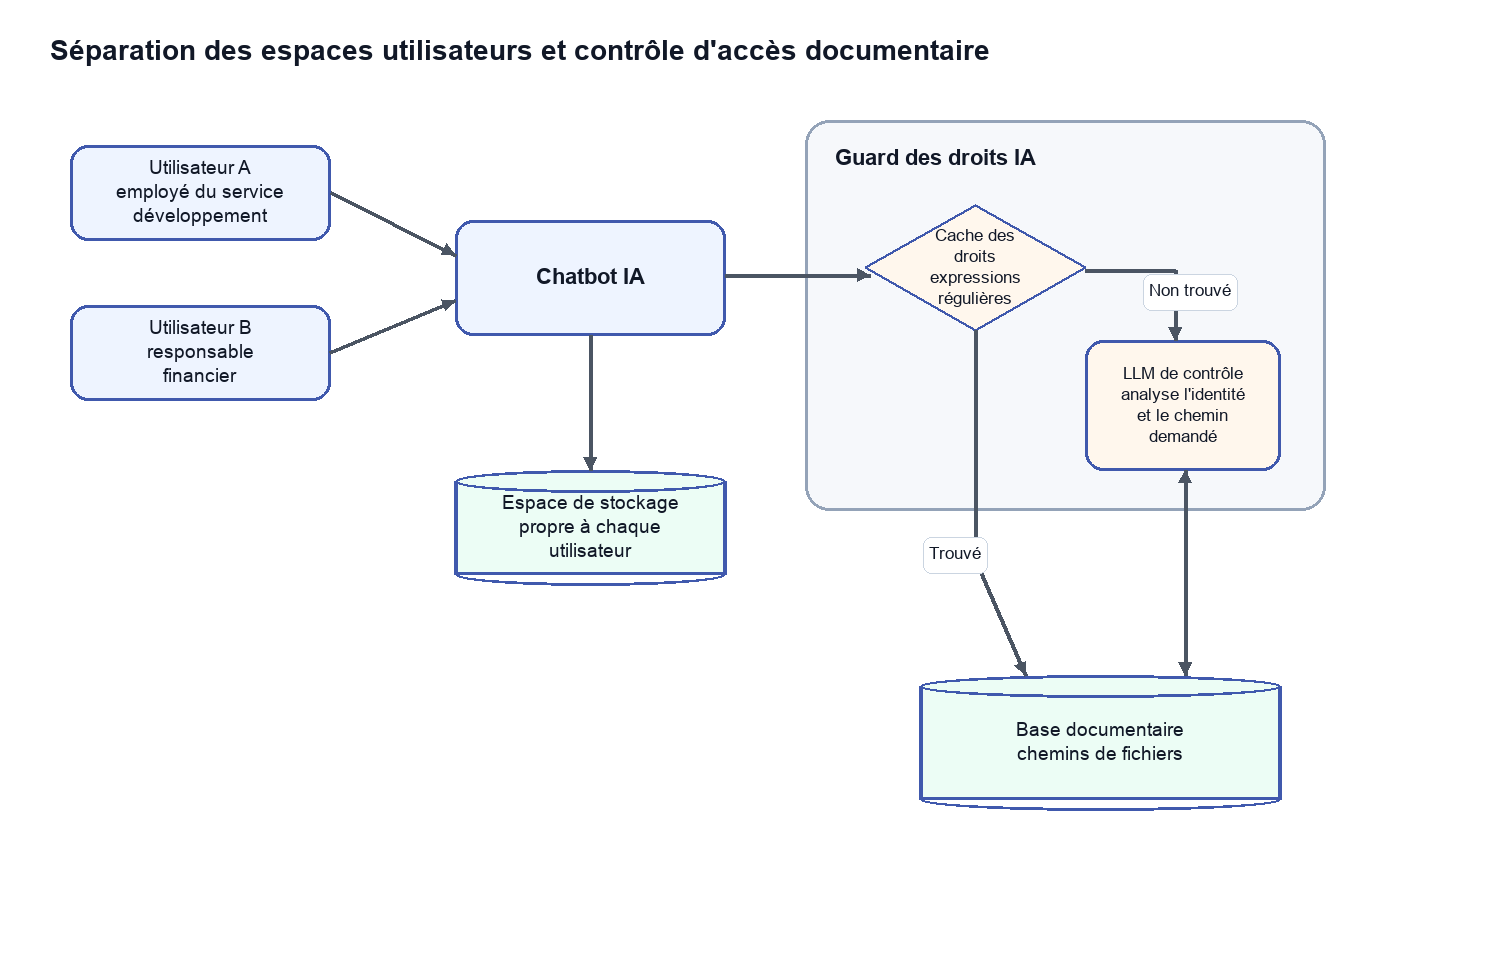 Séparation des espaces utilisateurs et contrôle d'accès documentaire
Utilisateur A
employé du service
développement
Utilisateur B
responsable
financier
Chatbot IA
Espace de stockage
propre à chaque
utilisateur
Guard des droits IA
Cache des
droits
expressions
régulières
Non trouvé
LLM de contrôle
analyse l'identité
et le chemin
demandé
Trouvé
Base documentaire
chemins de fichiers